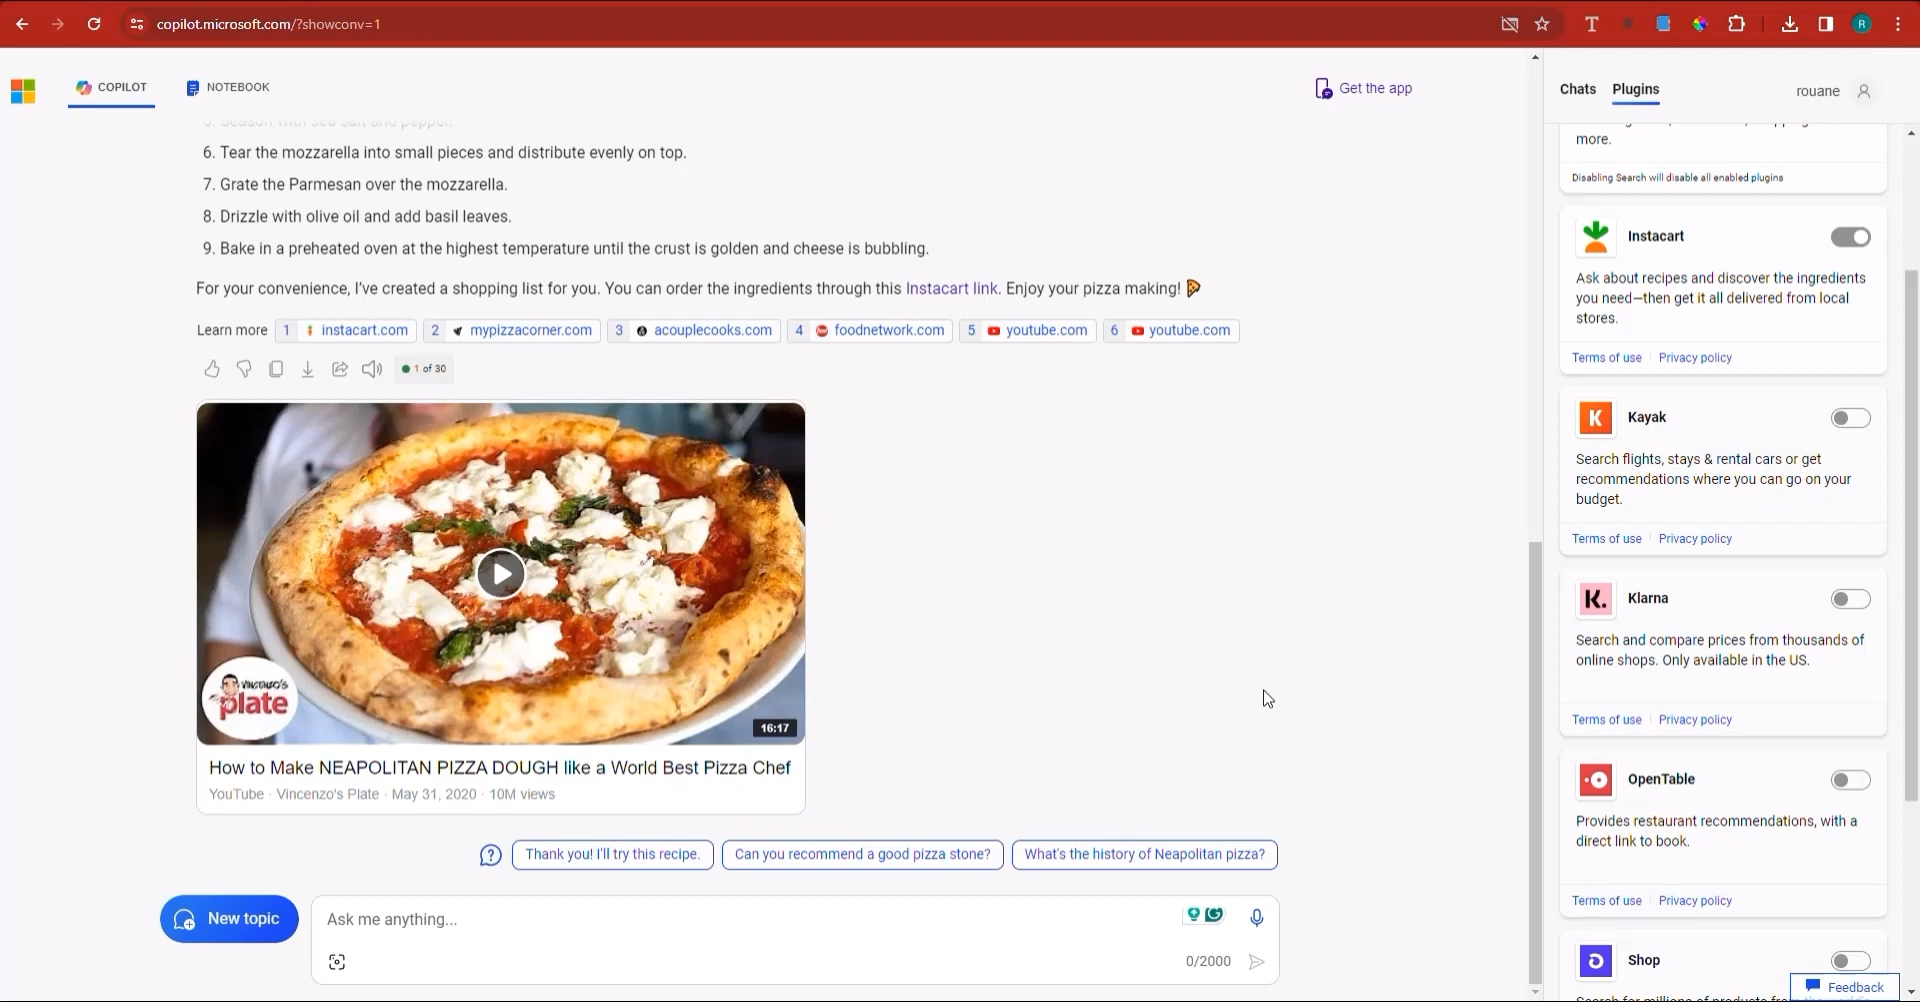 copilot.microsoft.com/?showconv=1
T
R
COPILOT
NOTEBOOK
Get the app
Chats
Plugins
rouane
5. Season with sea salt and pepper.
6. Tear the mozzarella into small pieces and distribute evenly on top.
7. Grate the Parmesan over the mozzarella.
8. Drizzle with olive oil and add basil leaves.
9. Bake in a preheated oven at the highest temperature until the crust is golden and cheese is bubbling.
For your convenience, I've created a shopping list for you. You can order the ingredients through this Instacart link. Enjoy your pizza making!
Learn more 1 instacart.com 2 mypizzacorner.com 3 acouplecooks.com 4 foodnetwork.com 5 youtube.com 6 youtube.com
1 of 30
VINCENZO'S
plate
16:17
How to Make NEAPOLITAN PIZZA DOUGH like a World Best Pizza Chef
YouTube · Vincenzo's Plate · May 31, 2020 · 10M views
Thank you! I'll try this recipe.
Can you recommend a good pizza stone?
What's the history of Neapolitan pizza?
New topic
Ask me anything...
0/2000
more.
Disabling Search will disable all enabled plugins
Instacart
Ask about recipes and discover the ingredients
you need—then get it all delivered from local
stores.
Terms of use Privacy policy
K
Kayak
Search flights, stays & rental cars or get
recommendations where you can go on your
budget.
Terms of use Privacy policy
K.
Klarna
Search and compare prices from thousands of
online shops. Only available in the US.
Terms of use Privacy policy
OpenTable
Provides restaurant recommendations, with a
direct link to book.
Terms of use Privacy policy
Shop
Feedback